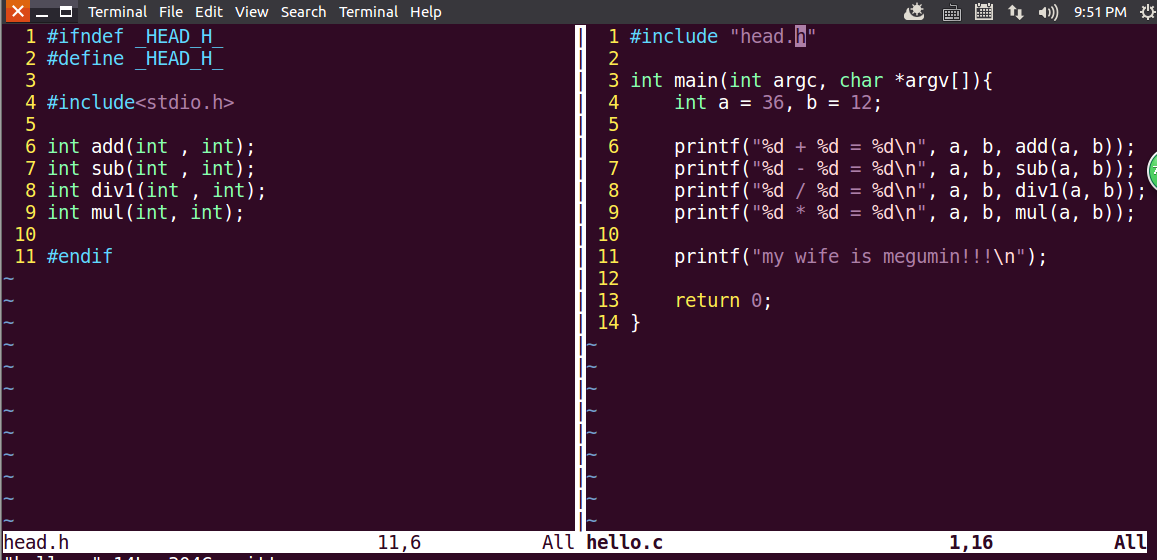 Terminal File Edit View Search Terminal Help 9:51 PM
1 #ifndef _HEAD_H_
2 #define _HEAD_H_
3
4 #include<stdio.h>
5
6 int add(int , int);
7 int sub(int , int);
8 int div1(int , int);
9 int mul(int, int);
10
11 #endif
~
~
~
~
~
~
~
~
~
~
~
~
head.h 11,6 All
1 #include "head.h"
2
3 int main(int argc, char *argv[]){
4     int a = 36, b = 12;
5
6     printf("%d + %d = %d\n", a, b, add(a, b));
7     printf("%d - %d = %d\n", a, b, sub(a, b));
8     printf("%d / %d = %d\n", a, b, div1(a, b));
9     printf("%d * %d = %d\n", a, b, mul(a, b));
10
11     printf("my wife is megumin!!!\n");
12
13     return 0;
14 }
~
~
~
~
~
~
~
~
~
hello.c 1,16 All